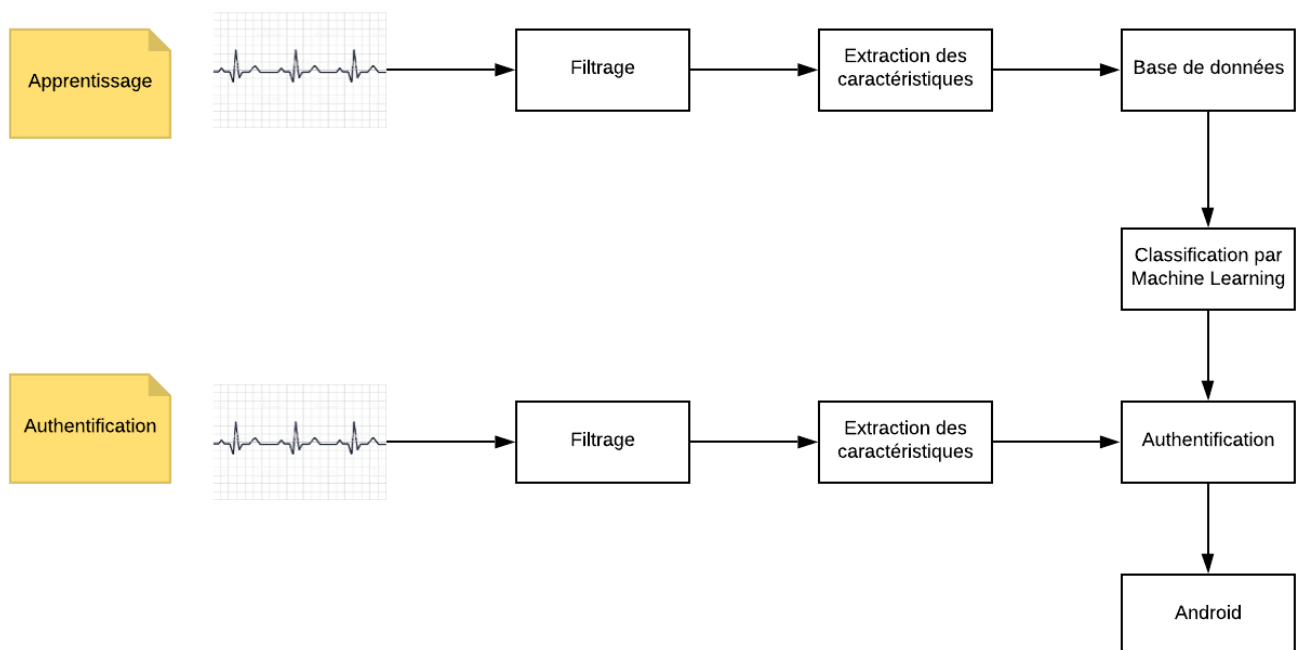 Apprentissage
Filtrage
Extraction des
caractéristiques
Base de données
Classification par
Machine Learning
Authentification
Filtrage
Extraction des
caractéristiques
Authentification
Android